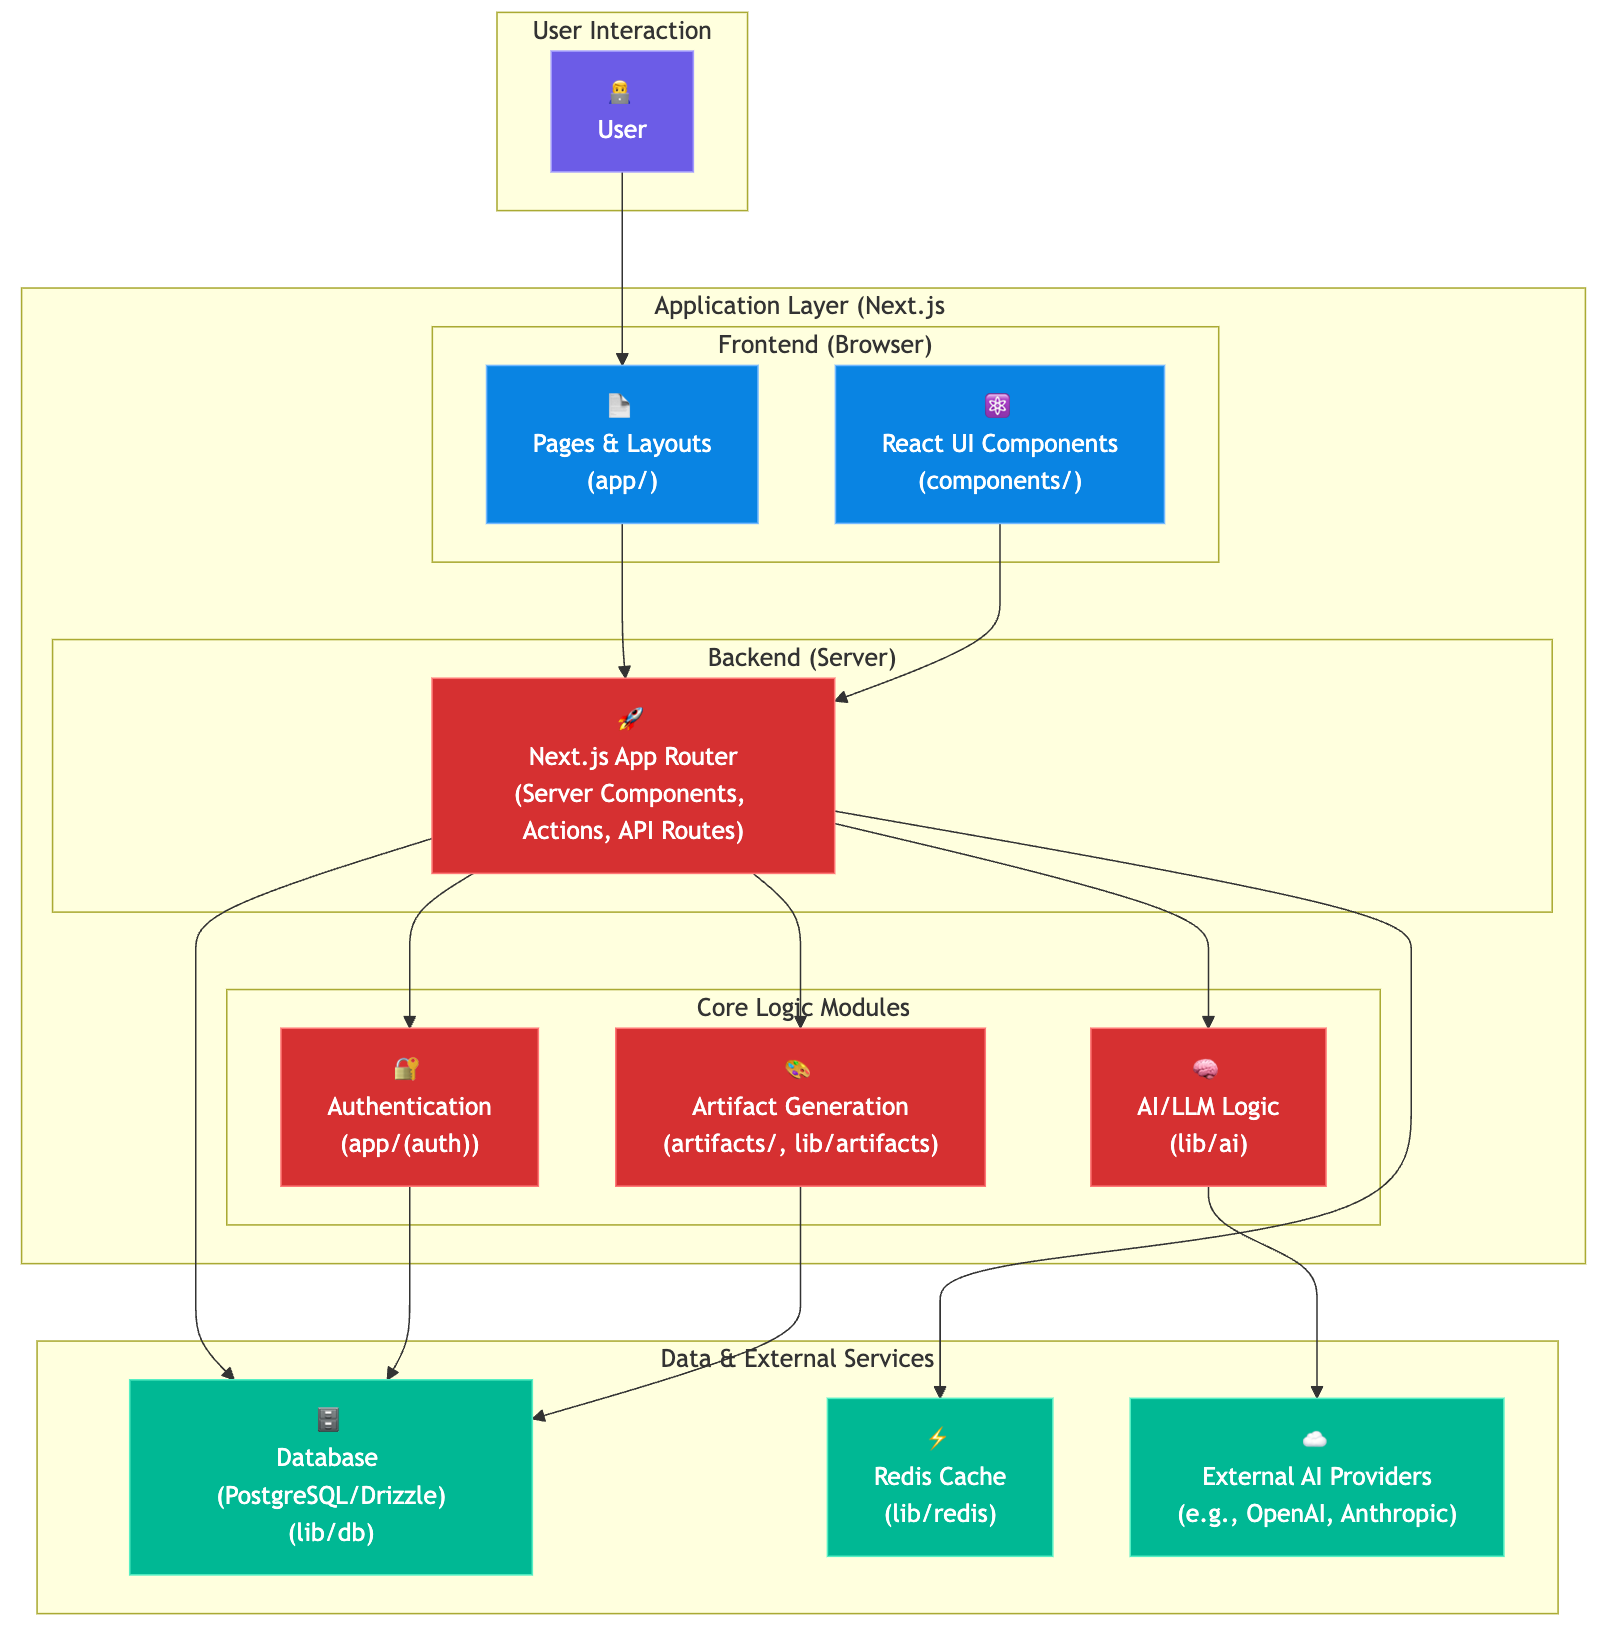 User Interaction
User
Application Layer (Next.js
Frontend (Browser)
Pages & Layouts
(app/)
React UI Components
(components/)
Backend (Server)
Next.js App Router
(Server Components,
Actions, API Routes)
Core Logic Modules
Authentication
(app/(auth))
Artifact Generation
(artifacts/, lib/artifacts)
AI/LLM Logic
(lib/ai)
Data & External Services
Database
(PostgreSQL/Drizzle)
(lib/db)
Redis Cache
(lib/redis)
External AI Providers
(e.g., OpenAI, Anthropic)